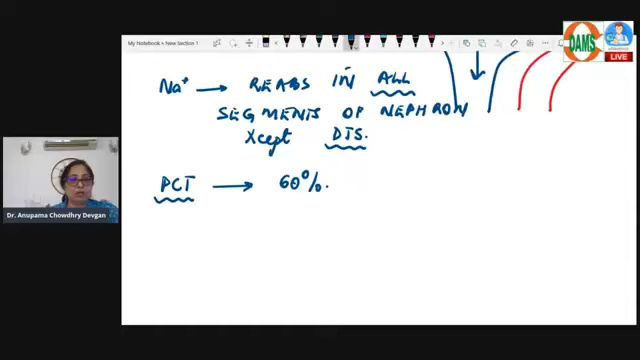 My Notebook » New Section 1
DAMS
LIVE
Na⁺ → REABS IN ALL
SEGMENTS OF NEPHRON
Xcept DTS.
PCT → 60%.
Dr. Anupama Chowdhry Devgan